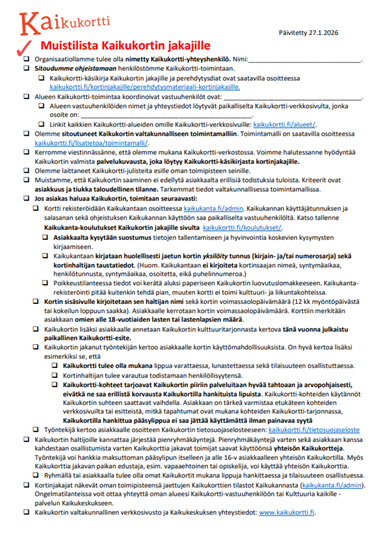 Kaikukortti
Päivitetty 27.1.2026
Muistilista Kaikukortin jakajille
Organisaatiollamme tulee olla nimetty Kaikukortti-yhteyshenkilö. Nimi:
Sitoudumme ohjeistamaan henkilöstömme Kaikukortti-toimintaan.
Kaikukortti-käsikirja Kaikukortin jakajille ja perehdytysdiat ovat saatavilla osoitteessa
kaikukortti.fi/kortinjakajille/perehdytysmateriaali-kortinjakajille.
Alueen Kaikukortti-toimintaa koordinoivat vastuuhenkilöt ovat:
Alueen vastuuhenkilöiden nimet ja yhteystiedot löytyvät paikalliselta Kaikukortti-verkkosivulta, jonka
osoite on:
Linkit kaikkien Kaikukortti-alueiden omille Kaikukortti-verkkosivuille: kaikukortti.fi/alueet/.
Olemme sitoutuneet Kaikukortin valtakunnalliseen toimintamalliin. Toimintamalli on saatavilla osoitteessa
kaikukortti.fi/lisatietoa/toimintamalli/.
Kerromme viestinnässämme, että olemme mukana Kaikukortti-verkostossa. Voimme halutessamme hyödyntää
Kaikukortin valmista palvelukuvausta, joka löytyy Kaikukortti-käsikirjasta kortinjakajille.
Olemme laittaneet Kaikukortti-julisteita esille oman toimipisteen seinille.
Muistamme, että Kaikukortin saaminen ei edellytä asiakkaalta erillisiä todistuksia tuloista. Kriteerit ovat
asiakkuus ja tiukka taloudellinen tilanne. Tarkemmat tiedot valtakunnallisessa toimintamallissa.
Jos asiakas haluaa Kaikukortin, toimitaan seuraavasti:
Kortti rekisteröidään Kaikukantaan osoitteessa kaikukanta.fi/admin. Kaikukannan käyttäjätunnuksen ja
salasanan sekä ohjeistuksen Kaikukannan käyttöön saa paikalliselta vastuuhenkilöltä. Katso tallenne
Kaikukanta-koulutukset Kaikukortin jakajille sivulta kaikukortti.fi/koulutukset/.
Asiakkaalta kysytään suostumus tietojen tallentamiseen ja hyvinvointia koskevien kysymysten
kirjaamiseen.
Kaikukantaan kirjataan huolellisesti jaetun kortin yksilöity tunnus (kirjain- ja/tai numerosarja) sekä
kortinhaltijan taustatiedot. (Huom. Kaikukantaan ei kirjoiteta kortinsaajan nimeä, syntymäaikaa,
henkilötunnusta, syntymäaikaa, osoitetta, eikä puhelinnumeroa.)
Poikkeustilanteessa tiedot voi kerätä aluksi paperiseen Kaikukortin luovutuslomakkeeseen. Kaikukanta-
rekisteröinti pitää kuitenkin tehdä pian, muuten kortti ei toimi kulttuuri- ja liikuntakohteissa.
Kortin sisäsivulle kirjoitetaan sen haltijan nimi sekä kortin voimassaolopäivämäärä (12 kk myöntöpäivästä
tai kokeilun loppuun saakka). Asiakkaalle kerrotaan kortin voimassaolopäivämäärä. Korttiin merkitään
asiakkaan omien alle 18-vuotiaiden lasten tai lastenlapsien määrä.
Kaikukortin lisäksi asiakkaalle annetaan Kaikukortin kulttuuritarjonnasta kertova tänä vuonna julkaistu
paikallinen Kaikukortti-esite.
Kaikukortin jakanut työntekijä kertoo asiakkaalle kortin käyttömahdollisuuksista. On hyvä kertoa lisäksi
esimerkiksi se, että
Kaikukortti tulee olla mukana lippua varattaessa, lunastettaessa sekä tilaisuuteen osallistuttaessa.
Kortinhaltijan tulee varautua todistamaan henkilöllisyytensä.
Kaikukortti-kohteet tarjoavat Kaikukortin piiriin palveluitaan hyvää tahtoaan ja arvopohjaisesti,
eivätkä ne saa erillistä korvausta Kaikukortilla hankituista lipuista. Kaikukortti-kohteiden käytännöt
Kaikukortin suhteen saattavat vaihdella. Asiakkaan on tärkeä varmistaa etukäteen kohteiden
verkkosivuilta tai esitteistä, mitkä tapahtumat ovat mukana kohteiden Kaikukortti-tarjonnassa,
Kaikukortilla hankittua pääsylippua ei saa jättää käyttämättä ilman painavaa syytä
Työntekijä kertoo asiakkaalle osoitteen Kaikukortin tietosuojaselosteeseen: kaikukortti.fi/tietosuojaseloste
Kaikukortin haltijoille kannattaa järjestää pienryhmäkäyntejä. Pienryhmäkäyntejä varten sekä asiakkaan kanssa
kahdestaan osallistumista varten Kaikukorttia jakavat toimijat saavat käyttöönsä yhteisön Kaikukortteja.
Työntekijä voi hankkia maksuttoman pääsylipun itselleen ja alle 16-v asiakkaalleen yhteisön Kaikukortilla. Myös
Kaikukorttia jakavan paikan edustaja, esim. vapaaehtoinen tai opiskelija, voi käyttää yhteisön Kaikukorttia.
Ryhmällä tai asiakkaalla tulee olla omat Kaikukortit mukana lippuja hankittaessa ja tilaisuuteen osallistuttaessa.
Kortinjakajat näkevät oman toimipisteensä jaettujen Kaikukorttien tilastot Kaikukannasta (kaikukanta.fi/admin).
Ongelmatilanteissa voit ottaa yhteyttä oman alueesi Kaikukortti-vastuuhenkilöön tai Kulttuuria kaikille -
palvelun Kaikukeskukseen.
Kaikukortin valtakunnallinen verkkosivusto ja Kaikukeskuksen yhteystiedot: www.kaikukortti.fi.